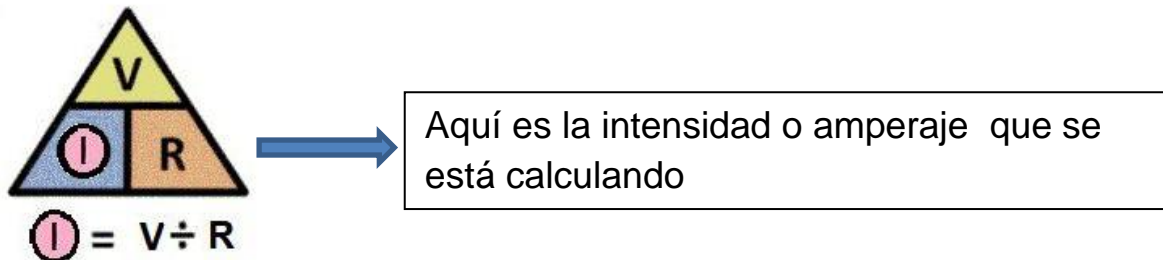 V
I R
I = V ÷ R
Aquí es la intensidad o amperaje que se
está calculando